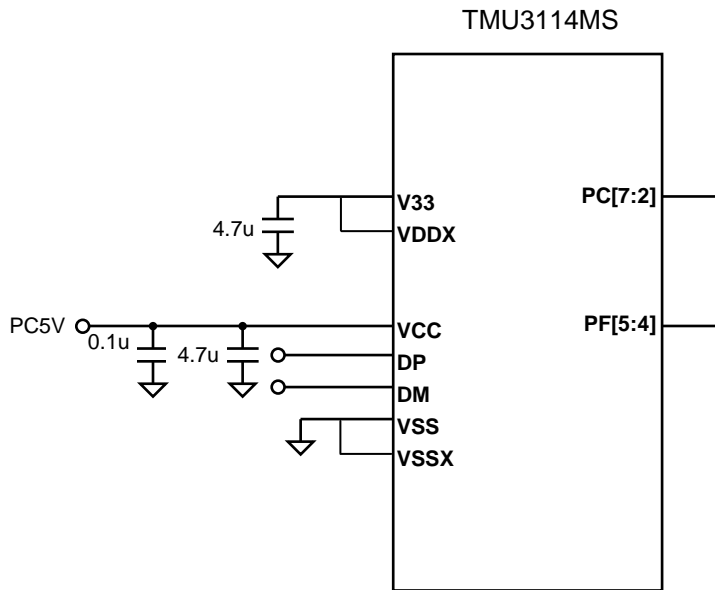 TMU3114MS
V33
PC[7:2]
4.7u
VDDX
PC5V
VCC
PF[5:4]
0.1u
4.7u
DP
DM
VSS
VSSX